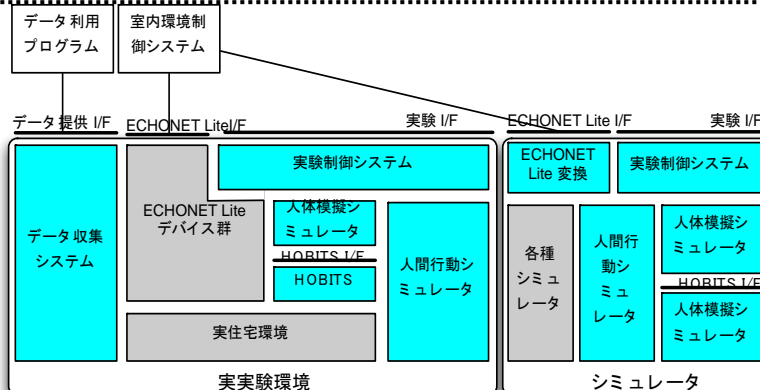 データ利用
プログラム
室内環境制
御システム
データ提供 I/F
ECHONET LiteI/F
実験 I/F
ECHONET Lite I/F
実験 I/F
データ収集
システム
ECHONET Lite
デバイス群
実験制御システム
人体模擬シ
ミュレータ
HOBITS I/F
HOBITS
人間行動シ
ミュレータ
実住宅環境
実実験環境
ECHONET
Lite 変換
実験制御システム
各種
シミュ
レータ
人間行
動シ
ミュ
レータ
人体模擬シ
ミュレータ
HOBITS I/F
人体模擬シ
ミュレータ
シミュレータ